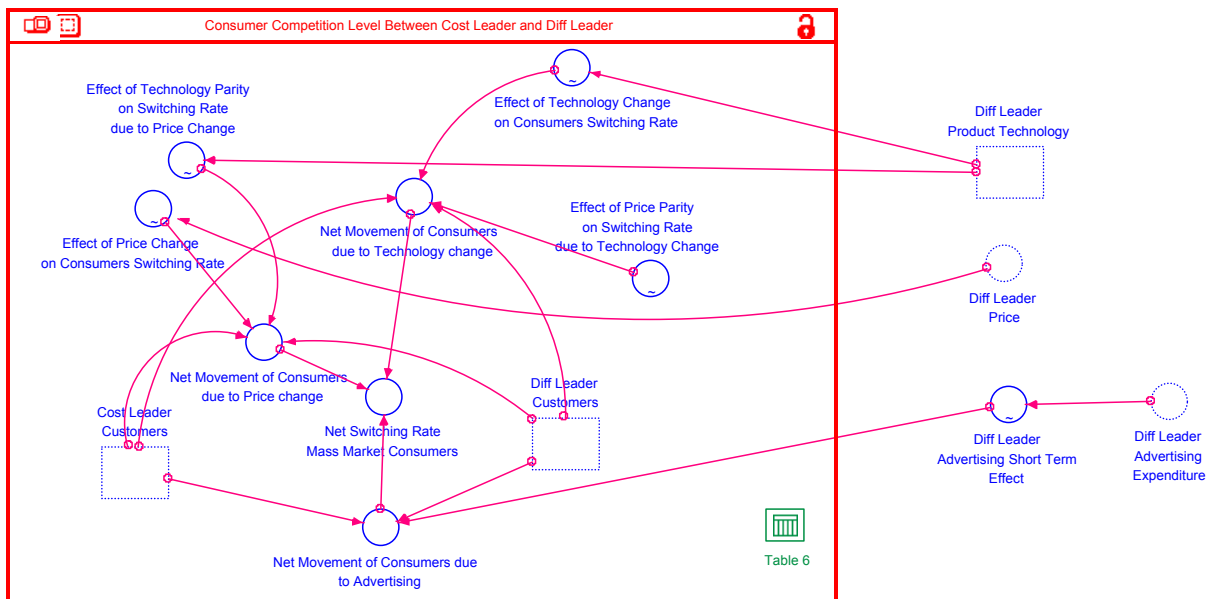 Consumer Competition Level Between Cost Leader and Diff Leader
Effect of Technology Parity
on Switching Rate
due to Price Change
~
Effect of Technology Change
on Consumers Switching Rate
~
Diff Leader
Product Technology
~
Effect of Price Change
on Consumers Switching Rate
Net Movement of Consumers
due to Technology change
Effect of Price Parity
on Switching Rate
due to Technology Change
~
Diff Leader
Price
Net Movement of Consumers
due to Price change
Cost Leader
Customers
Net Switching Rate
Mass Market Consumers
Diff Leader
Customers
~
Diff Leader
Advertising Short Term
Effect
Diff Leader
Advertising
Expenditure
Net Movement of Consumers due
to Advertising
Table 6